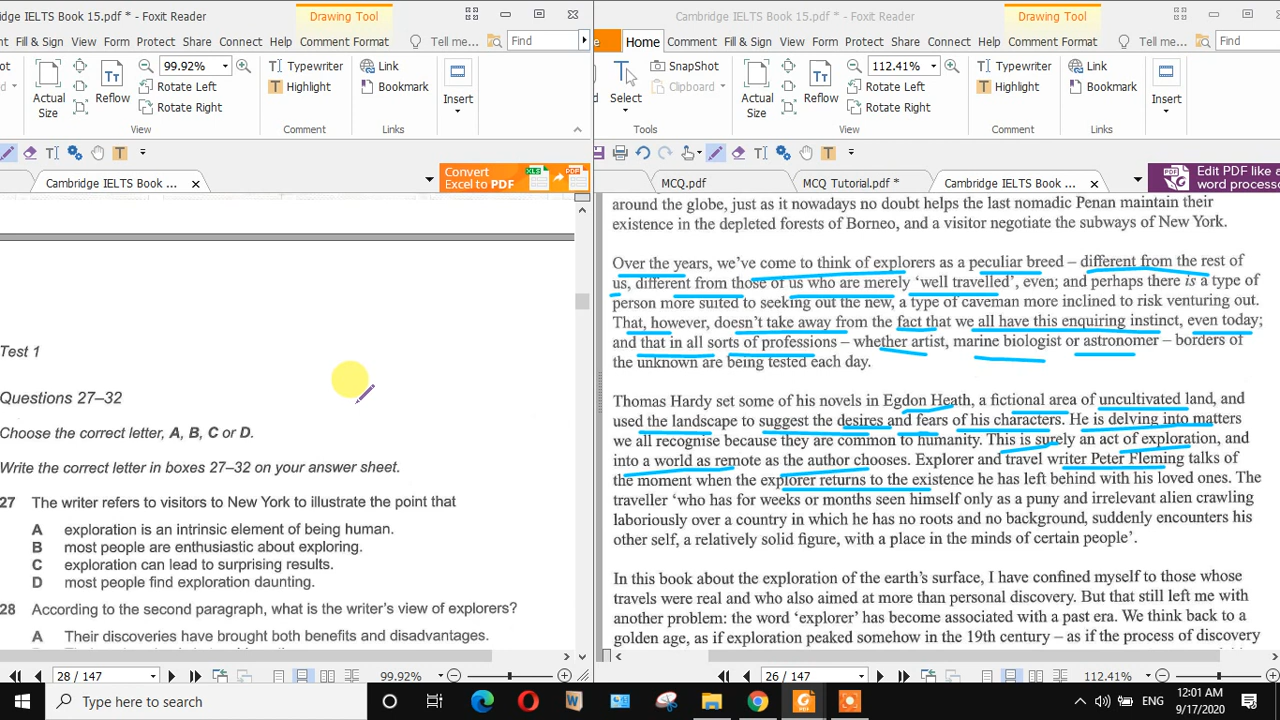 Cambridge IELTS Book 15.pdf * - Foxit Reader
Drawing Tool
Fill & Sign View Form Protect Share Connect Help Comment Format Tell me... Find
99.92%
Actual Size
Reflow
Rotate Left
Rotate Right
View
Typewriter
Highlight
Comment
Link
Bookmark
Links
Insert
Convert Excel to PDF
Cambridge IELTS Book ...
Test 1
Questions 27–32
Choose the correct letter, A, B, C or D.
Write the correct letter in boxes 27–32 on your answer sheet.
27 The writer refers to visitors to New York to illustrate the point that
A exploration is an intrinsic element of being human.
B most people are enthusiastic about exploring.
C exploration can lead to surprising results.
D most people find exploration daunting.
28 According to the second paragraph, what is the writer's view of explorers?
A Their discoveries have brought both benefits and disadvantages.
28 / 147
99.92%
Cambridge IELTS Book 15.pdf * - Foxit Reader
Drawing Tool
Home Comment View Form Protect Share Connect Help Comment Format Tell me... Find
Select
SnapShot
Clipboard
Tools
Actual Size
Reflow
112.41%
Rotate Left
Rotate Right
View
Typewriter
Highlight
Comment
Link
Bookmark
Links
Insert
MCQ.pdf
MCQ Tutorial.pdf *
Cambridge IELTS Book ...
Edit PDF like a
word processo
around the globe, just as it nowadays no doubt helps the last nomadic Penan maintain their
existence in the depleted forests of Borneo, and a visitor negotiate the subways of New York.
Over the years, we've come to think of explorers as a peculiar breed – different from the rest of
us, different from those of us who are merely 'well travelled', even; and perhaps there is a type of
person more suited to seeking out the new, a type of caveman more inclined to risk venturing out.
That, however, doesn't take away from the fact that we all have this enquiring instinct, even today;
and that in all sorts of professions – whether artist, marine biologist or astronomer – borders of
the unknown are being tested each day.
Thomas Hardy set some of his novels in Egdon Heath, a fictional area of uncultivated land, and
used the landscape to suggest the desires and fears of his characters. He is delving into matters
we all recognise because they are common to humanity. This is surely an act of exploration, and
into a world as remote as the author chooses. Explorer and travel writer Peter Fleming talks of
the moment when the explorer returns to the existence he has left behind with his loved ones. The
traveller 'who has for weeks or months seen himself only as a puny and irrelevant alien crawling
laboriously over a country in which he has no roots and no background, suddenly encounters his
other self, a relatively solid figure, with a place in the minds of certain people'.
In this book about the exploration of the earth's surface, I have confined myself to those whose
travels were real and who also aimed at more than personal discovery. But that still left me with
another problem: the word 'explorer' has become associated with a past era. We think back to a
golden age, as if exploration peaked somehow in the 19th century – as if the process of discovery
26 / 147
112.41%
Type here to search
ENG
12:01 AM
9/17/2020